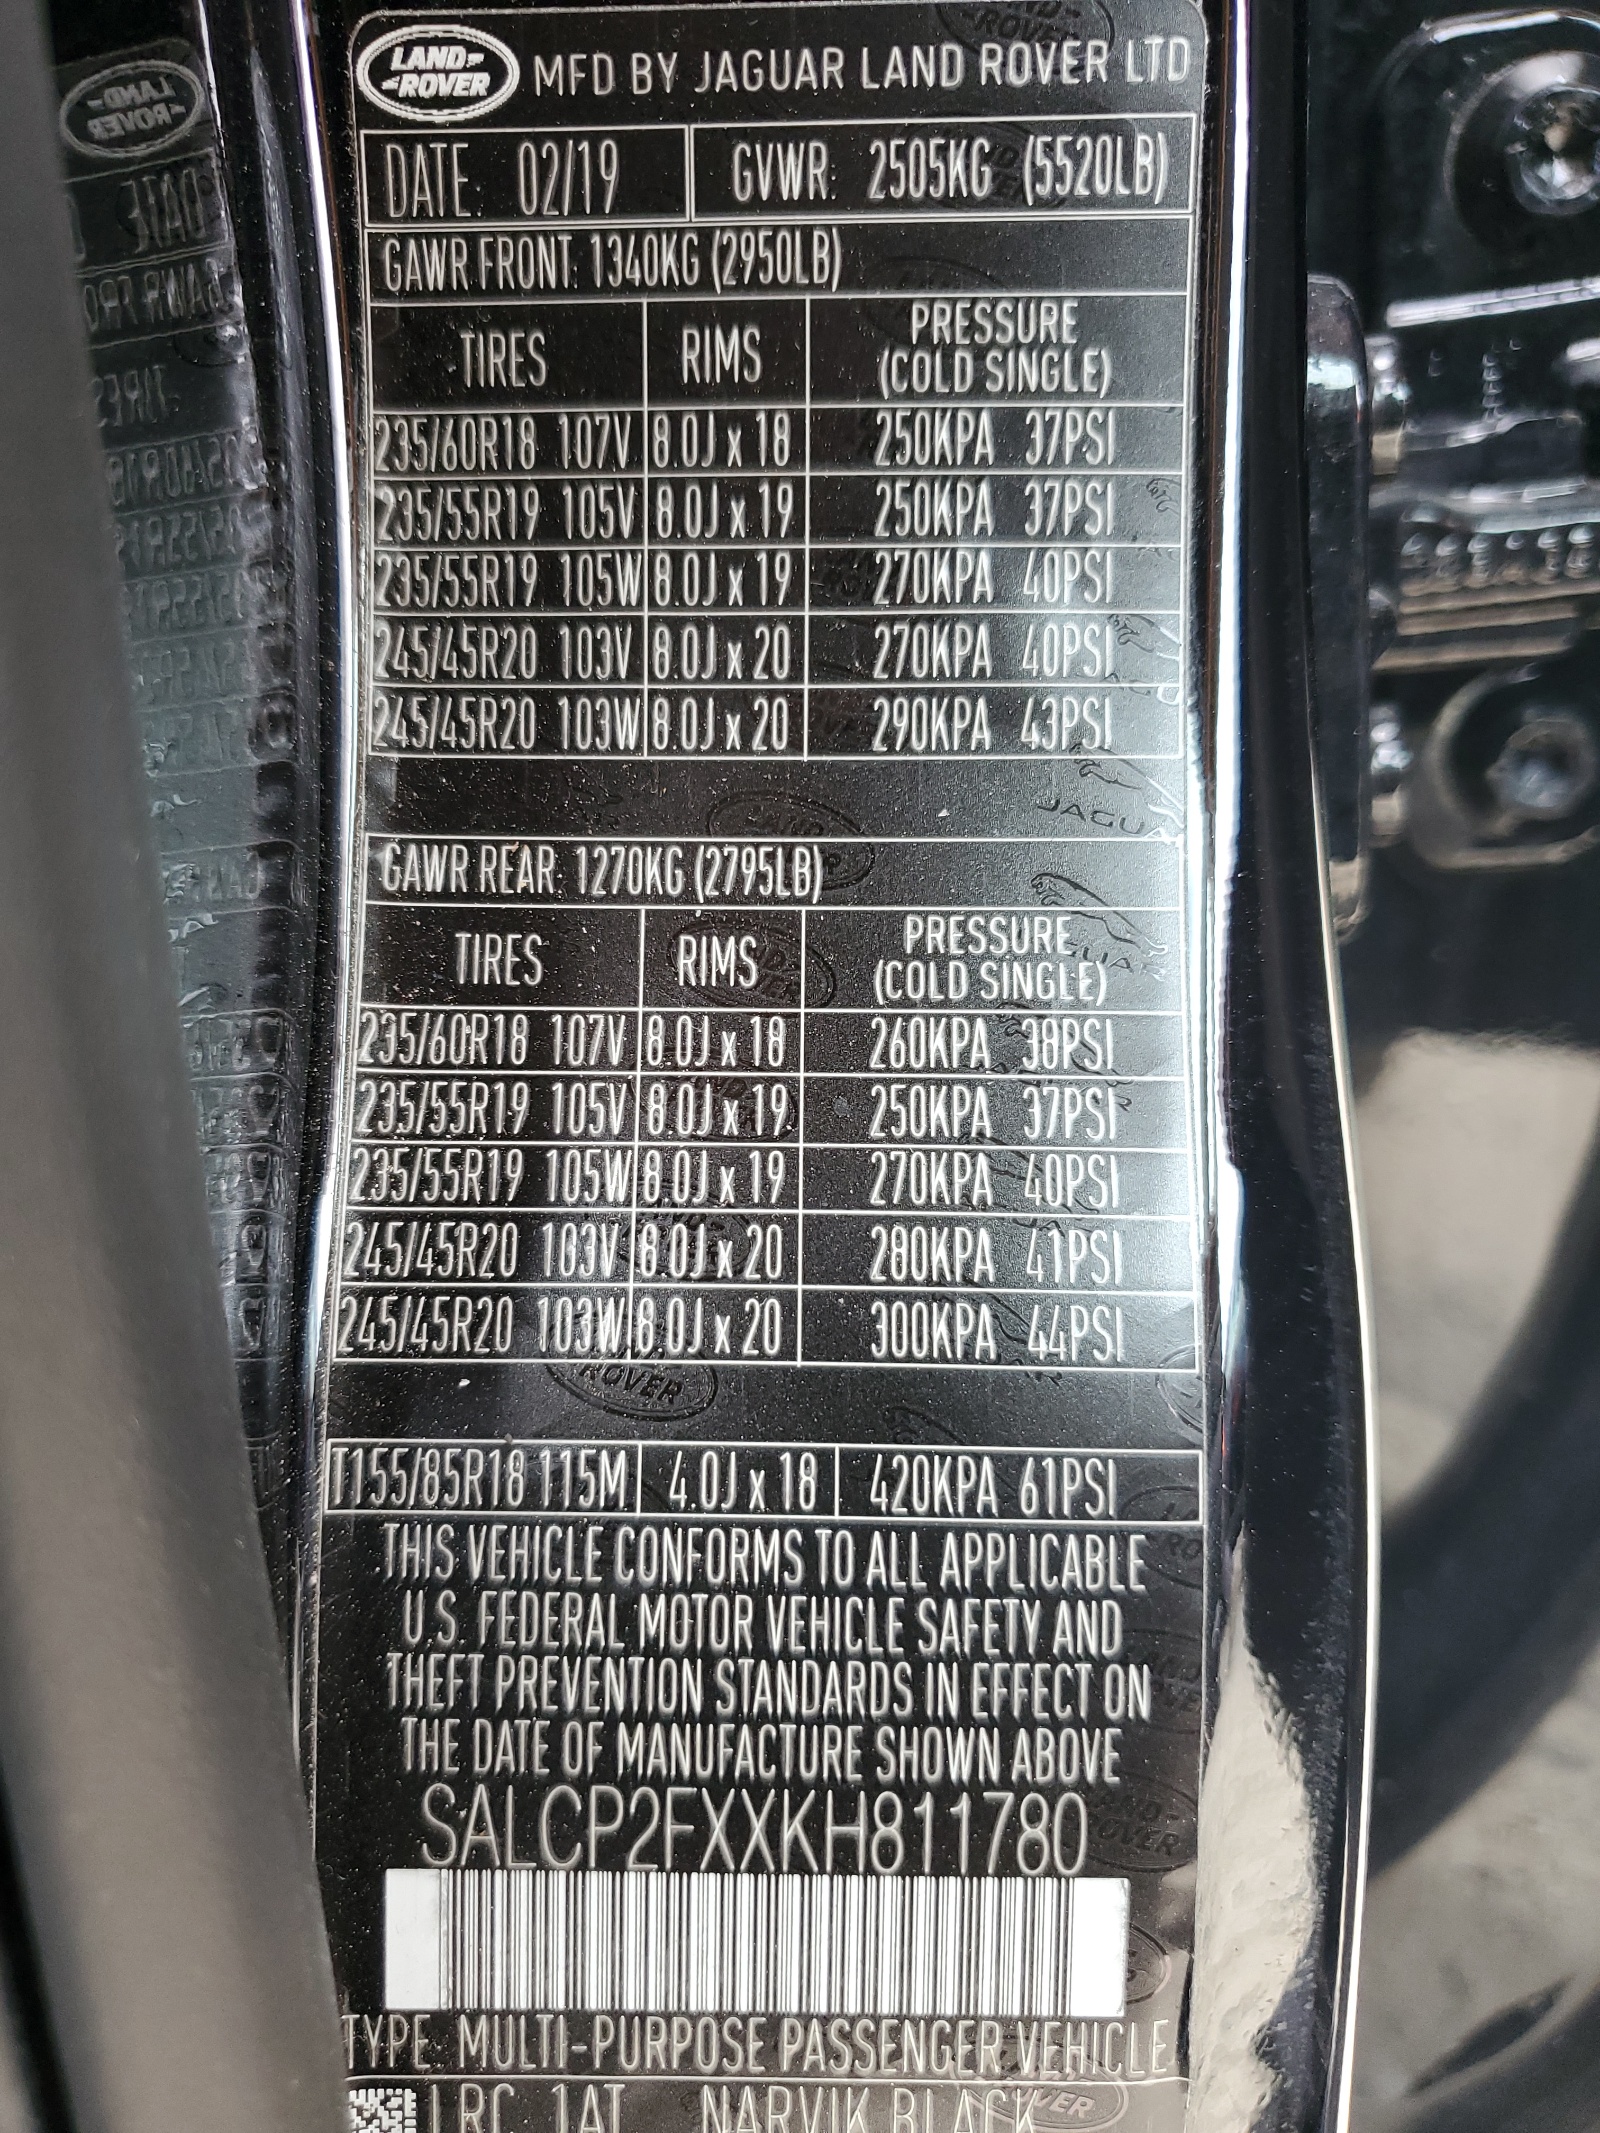 LAND-
-ROVER
MFD BY JAGUAR LAND ROVER LTD
DATE: 02/19 GVWR: 2505KG (5520LB)
GAWR FRONT: 1340KG (2950LB)
TIRES RIMS PRESSURE
(COLD SINGLE)
235/60R18 107V 8.0J x 18 250KPA 37PSI
235/55R19 105V 8.0J x 19 250KPA 37PSI
235/55R19 105W 8.0J x 19 270KPA 40PSI
245/45R20 103V 8.0J x 20 270KPA 40PSI
245/45R20 103W 8.0J x 20 290KPA 43PSI
GAWR REAR: 1270KG (2795LB)
TIRES RIMS PRESSURE
(COLD SINGLE)
235/60R18 107V 8.0J x 18 260KPA 38PSI
235/55R19 105V 8.0J x 19 250KPA 37PSI
235/55R19 105W 8.0J x 19 270KPA 40PSI
245/45R20 103V 8.0J x 20 280KPA 41PSI
245/45R20 103W 8.0J x 20 300KPA 44PSI
T155/85R18 115M 4.0J x 18 420KPA 61PSI
THIS VEHICLE CONFORMS TO ALL APPLICABLE
U.S. FEDERAL MOTOR VEHICLE SAFETY AND
THEFT PREVENTION STANDARDS IN EFFECT ON
THE DATE OF MANUFACTURE SHOWN ABOVE
SALCP2FXXKH811780
TYPE: MULTI-PURPOSE PASSENGER VEHICLE
LRC 1AT NARVIK BLACK